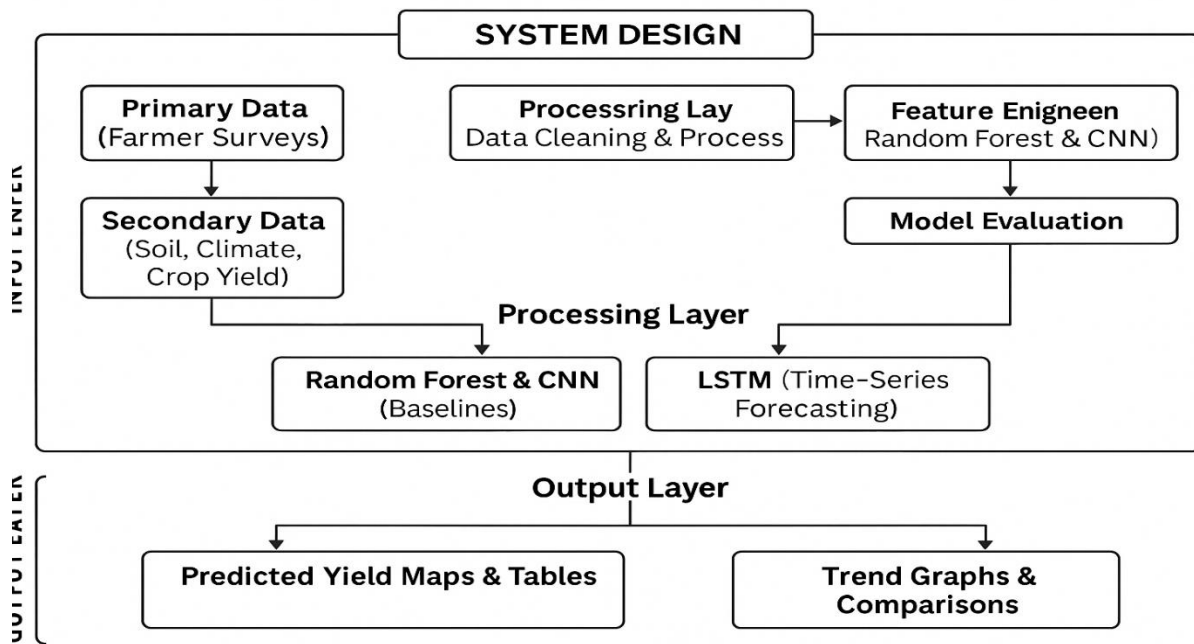 SYSTEM DESIGN
Primary Data
(Farmer Surveys)
Processring Lay
Data Cleaning & Process
Feature Enigneen
Random Forest & CNN)
Secondary Data
(Soil, Climate,
Crop Yield)
Model Evaluation
INPUT ENFER
Processing Layer
Random Forest & CNN
(Baselines)
LSTM (Time-Series
Forecasting)
Output Layer
Predicted Yield Maps & Tables
Trend Graphs &
Comparisons